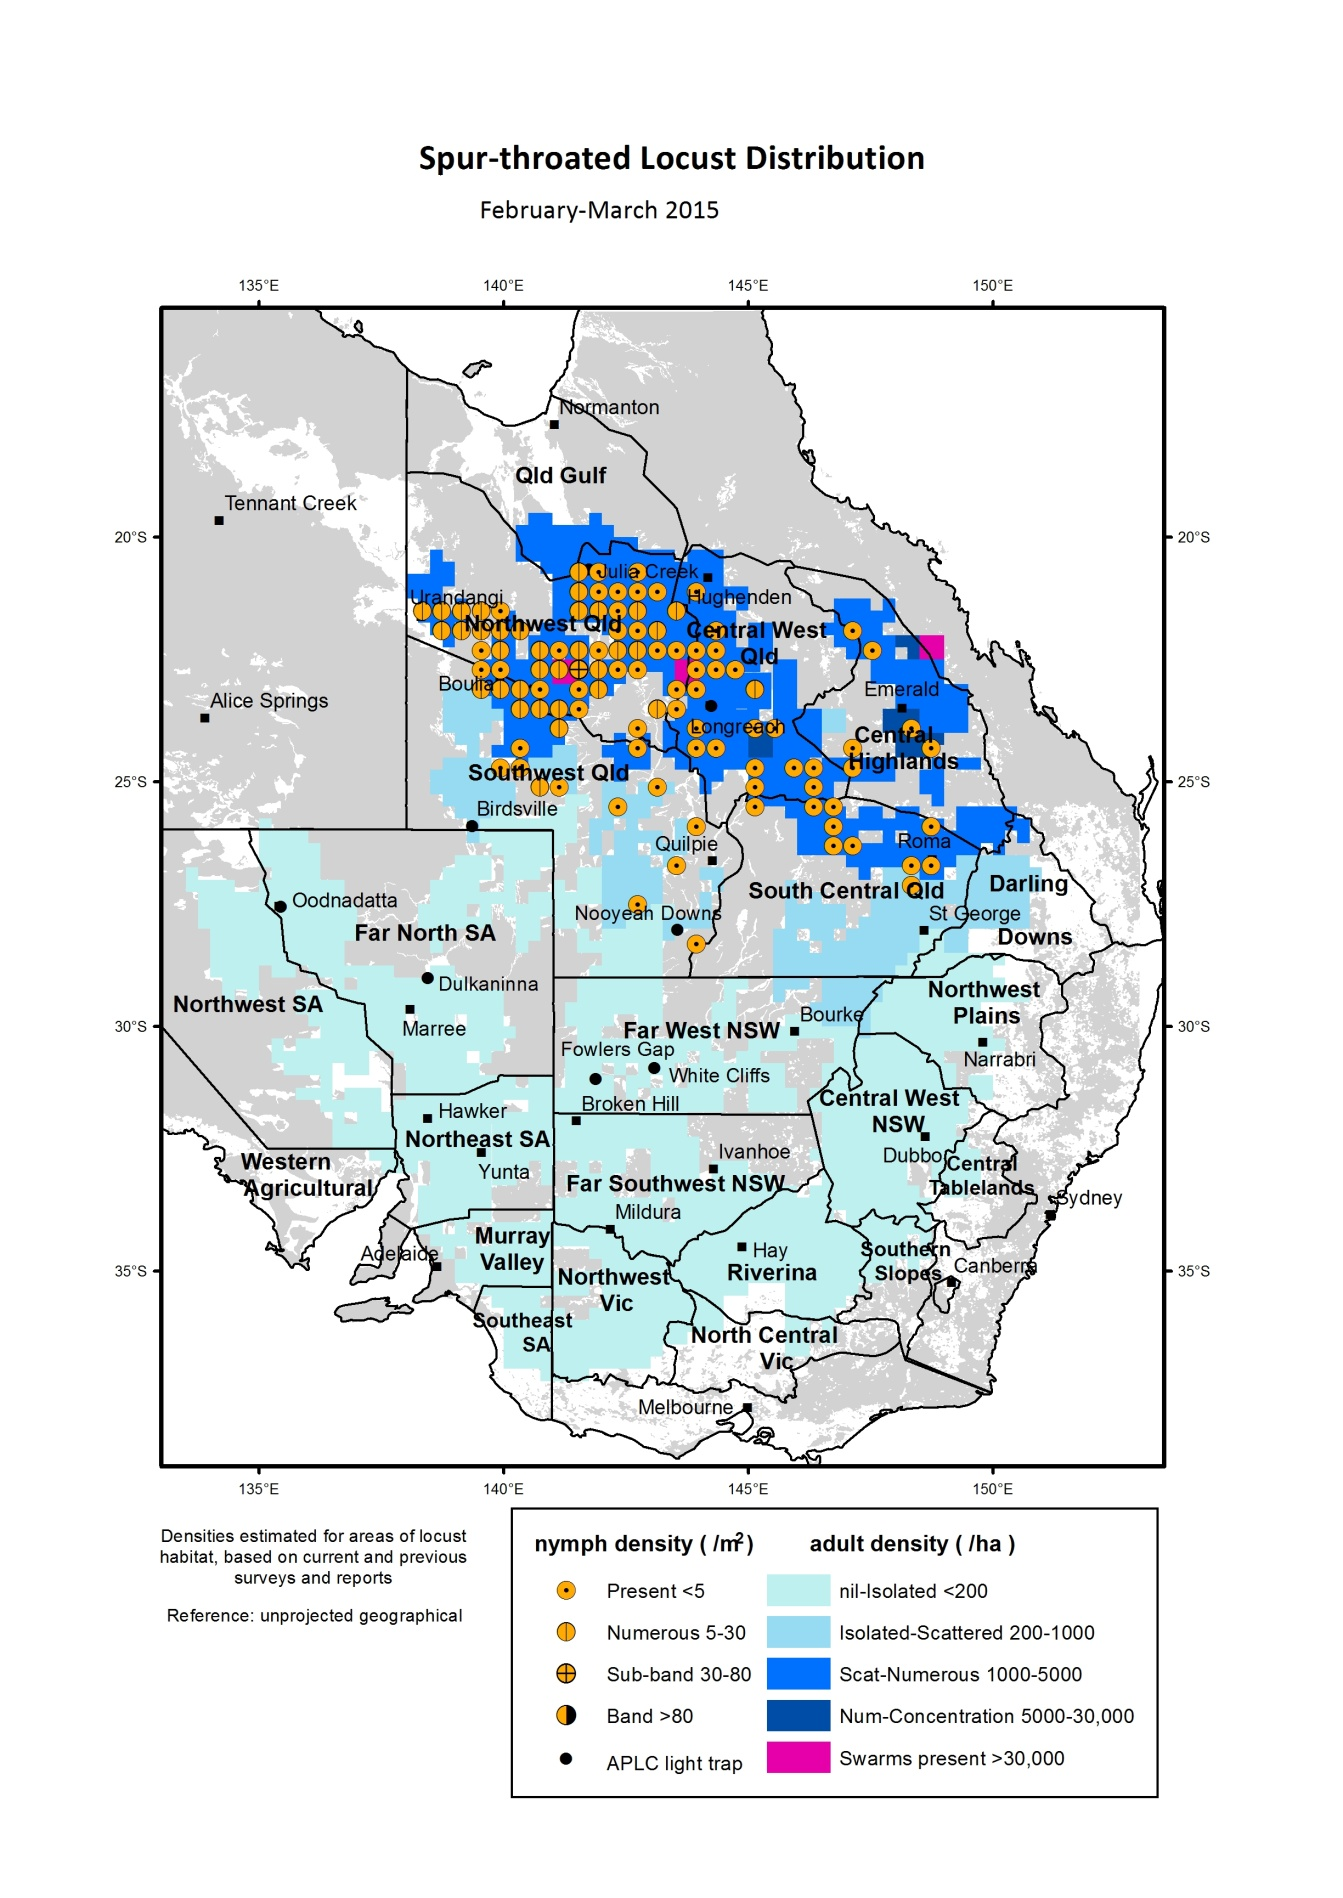 Spur-throated Locust Distribution
February-March 2015
135°E 140°E 145°E 150°E
Normanton
Qld Gulf
Tennant Creek
20°S 20°S
Julia Creek
Urandangi Hughenden
Northwest Qld Central West
Qld
Boulia Emerald
Alice Springs
Longreach
Central
Highlands
Southwest Qld
25°S 25°S
Birdsville
Quilpie Roma
South Central Qld Darling
Oodnadatta
Nooyeah Downs St George
Far North SA Downs
Dulkaninna
Northwest SA Northwest
Plains
Marree Far West NSW Bourke
30°S 30°S
Fowlers Gap Narrabri
White Cliffs
Hawker Broken Hill Central West
NSW
Northeast SA Ivanhoe Dubbo
Western Yunta Central
Agricultural Far Southwest NSW Tablelands
Mildura Sydney
Murray
Valley
Adelaide Hay Southern
Slopes Canberra
35°S 35°S
Northwest
Vic Riverina
Southeast
SA
North Central
Vic
Melbourne
135°E 140°E 145°E 150°E
Densities estimated for areas of locust
habitat, based on current and previous
surveys and reports
Reference: unprojected geographical
nymph density ( /m²) adult density ( /ha )
Present <5 nil-Isolated <200
Numerous 5-30 Isolated-Scattered 200-1000
Sub-band 30-80 Scat-Numerous 1000-5000
Band >80 Num-Concentration 5000-30,000
APLC light trap Swarms present >30,000